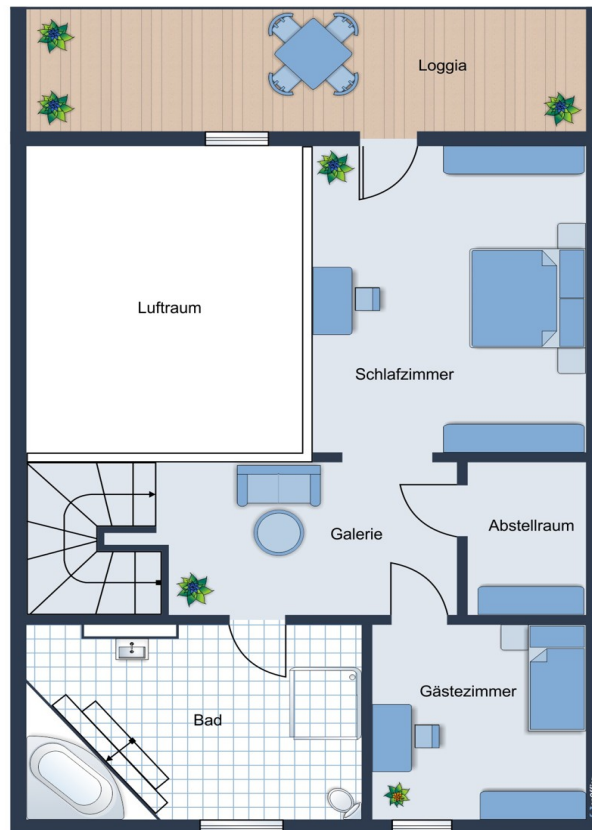 Loggia
Luftraum
Schlafzimmer
Galerie
Abstellraum
Gästezimmer
Bad